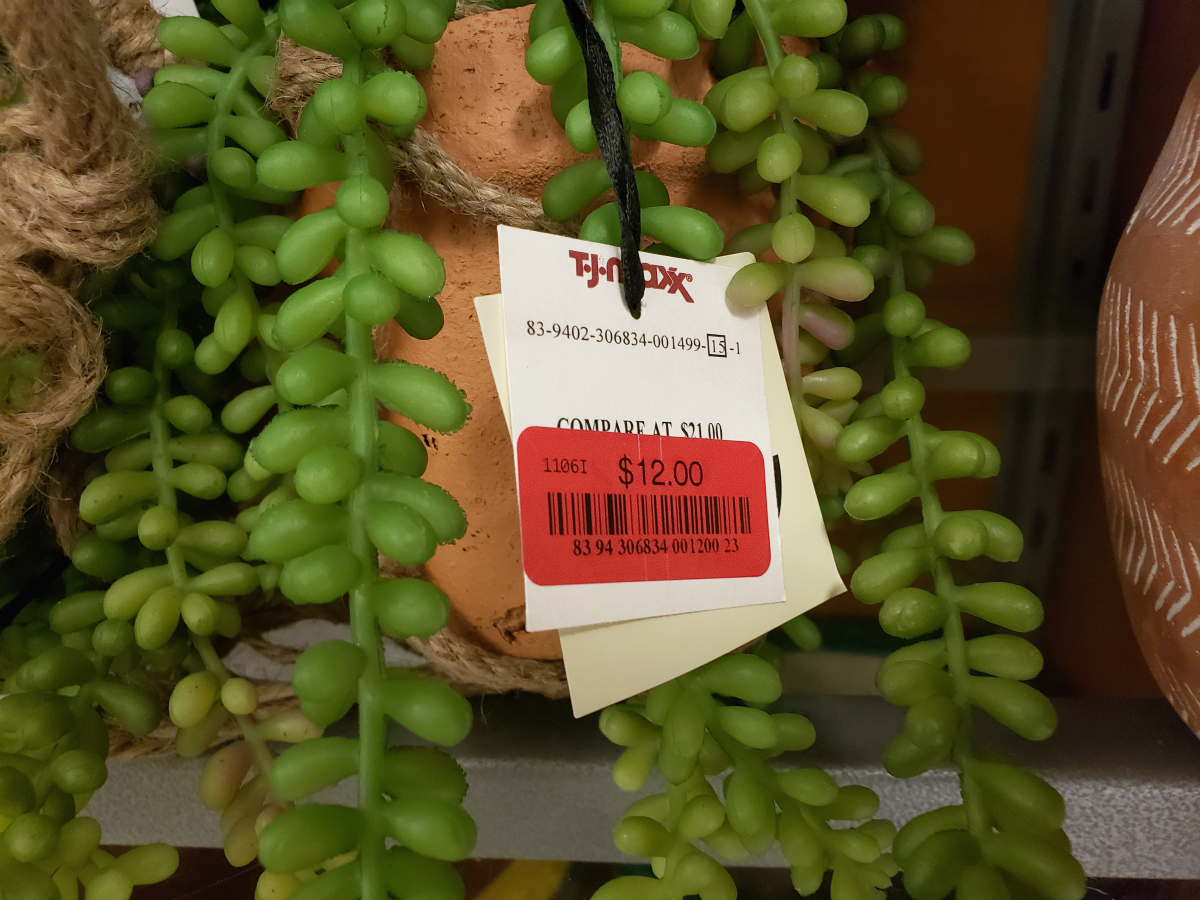 T·J·maxx®
83-9402-306834-001499-15-1
COMPARE AT $21.00
1106I $12.00
83 94 306834 001200 23